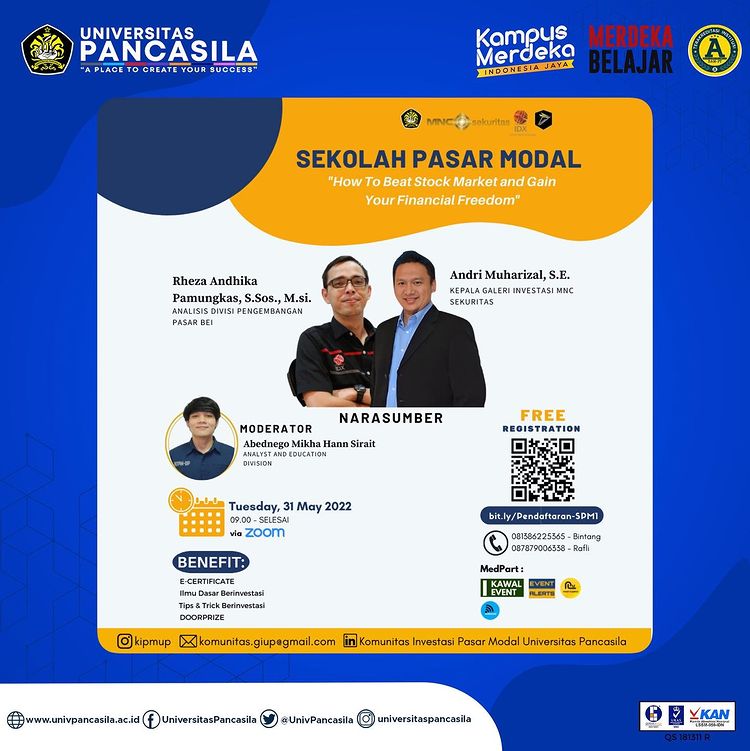 UNIVERSITAS
PANCASILA
"A PLACE TO CREATE YOUR SUCCESS"
Kampus
Merdeka
INDONESIA JAYA
MERDEKA
BELAJAR
A
MNC sekuritas
IDX
SEKOLAH PASAR MODAL
"How To Beat Stock Market and Gain
Your Financial Freedom"
Rheza Andhika
Pamungkas, S.Sos., M.si.
ANALISIS DIVISI PENGEMBANGAN
PASAR BEI
Andri Muharizal, S.E.
KEPALA GALERI INVESTASI MNC
SEKURITAS
IDX
NARASUMBER
MODERATOR
Abednego Mikha Hann Sirait
ANALYST AND EDUCATION
DIVISION
FREE
REGISTRATION
bit.ly/Pendaftaran-SPM1
081386225365 - Bintang
087879006338 - Rafli
Tuesday, 31 May 2022
09.00 - SELESAI
via zoom
BENEFIT:
E-CERTIFICATE
Ilmu Dasar Berinvestasi
Tips & Trick Berinvestasi
DOORPRIZE
MedPart :
KAWAL
EVENT
EVENT
ALERTS
kipmup
komunitas.giup@gmail.com
Komunitas Investasi Pasar Modal Universitas Pancasila
www.univpancasila.ac.id
UniversitasPancasila
@UnivPancasila
universitaspancasila
KAN
QS 181311 R